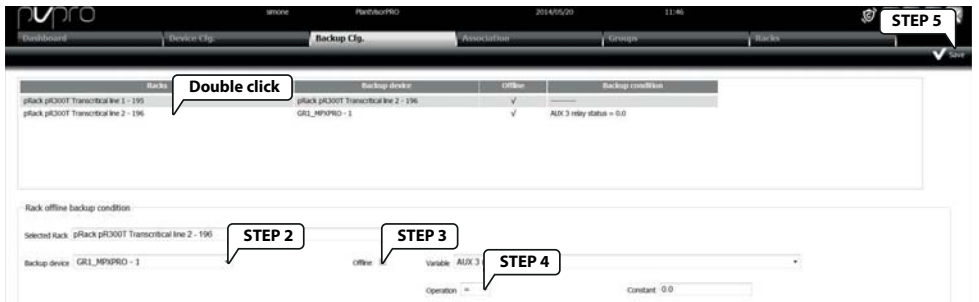 pvpro simone PlantVisorPRO 2014/05/20 11:46
STEP 5
Dashboard Device Cfg. Backup Cfg. Association Groups Racks
Save
Racks Backup device Offline Backup condition
Double click
pRack pR300T Transcritical line 1 - 195 pRack pR300T Transcritical line 2 - 196 √ ----------
pRack pR300T Transcritical line 2 - 196 GR1_MPXPRO - 1 √ AUX 3 relay status = 0.0
Rack offline backup condition
Selected Rack pRack pR300T Transcritical line 2 - 196
STEP 2 STEP 3
Backup device GR1_MPXPRO - 1 Offline Variable AUX 3
STEP 4
Operation = Constant 0.0